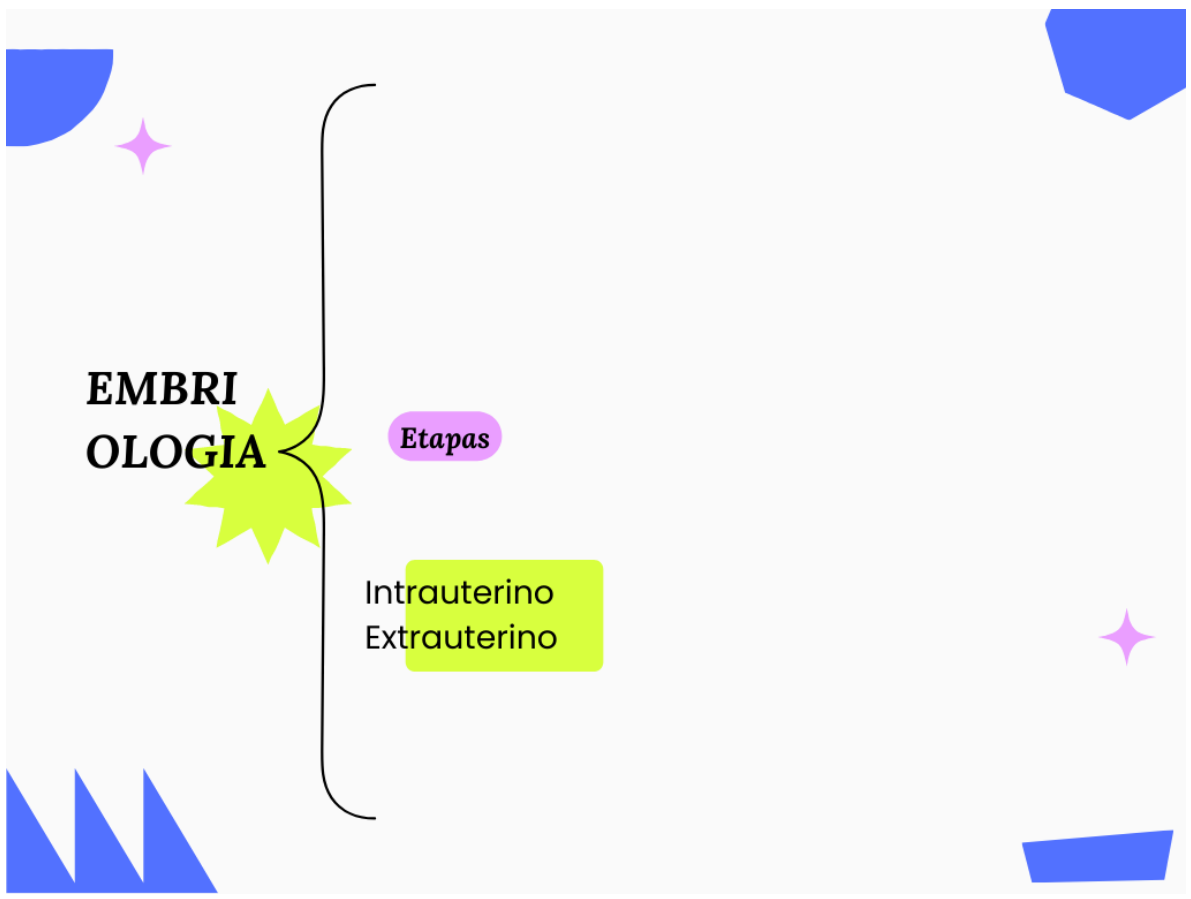 EMBRI
OLOGIA
Etapas
Intrauterino
Extrauterino